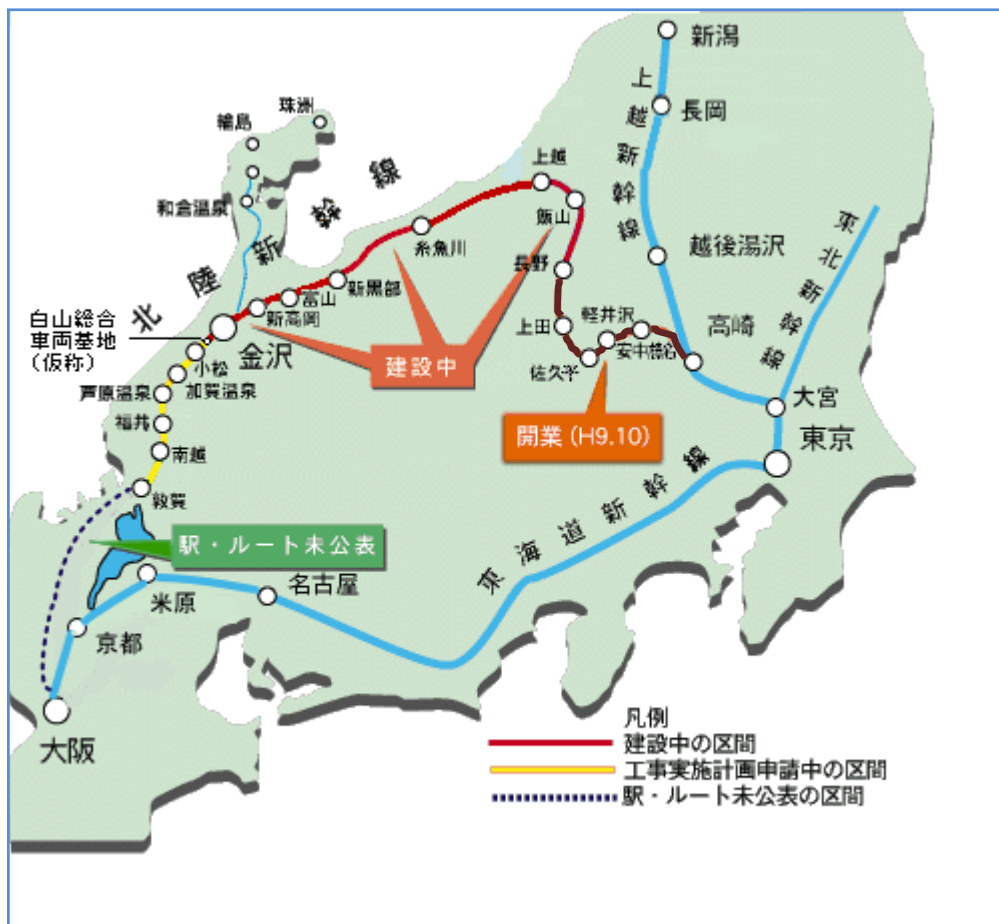 新潟
上越新幹線
長岡
珠洲
輪島
北陸新幹線
上越
和倉温泉
飯山
東北新幹線
糸魚川
越後湯沢
長野
新黒部
富山
新高岡
白山総合
車両基地
(仮称)
金沢
上田
軽井沢
安中榛名
高崎
佐久平
建設中
小松
加賀温泉
芦原温泉
大宮
福井
開業(H9.10)
東京
南越
敦賀
東海道新幹線
駅・ルート未公表
名古屋
米原
京都
大阪
凡例
建設中の区間
工事実施計画申請中の区間
駅・ルート未公表の区間